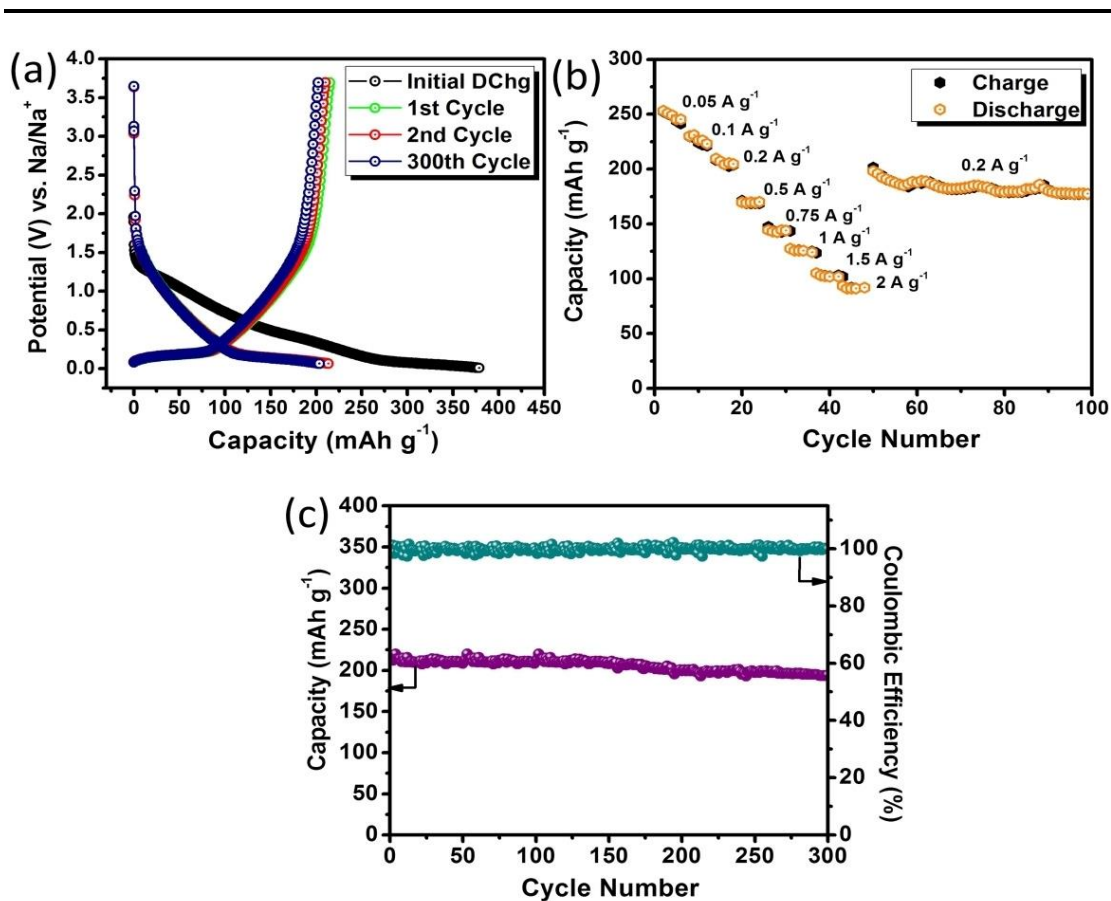 (a)
Potential (V) vs. Na/Na⁺
4.0
3.5
3.0
2.5
2.0
1.5
1.0
0.5
0.0
Initial DChg
1st Cycle
2nd Cycle
300th Cycle
0 50 100 150 200 250 300 350 400 450
Capacity (mAh g⁻¹)
(b)
Capacity (mAh g⁻¹)
300
250
200
150
100
50
0
Charge
Discharge
0.05 A g⁻¹
0.1 A g⁻¹
0.2 A g⁻¹
0.2 A g⁻¹
0.5 A g⁻¹
0.75 A g⁻¹
1 A g⁻¹
1.5 A g⁻¹
2 A g⁻¹
0 20 40 60 80 100
Cycle Number
(c)
Capacity (mAh g⁻¹)
400
350
300
250
200
150
100
50
0
100
80
60
40
20
0
Coulombic Efficiency (%)
0 50 100 150 200 250 300
Cycle Number